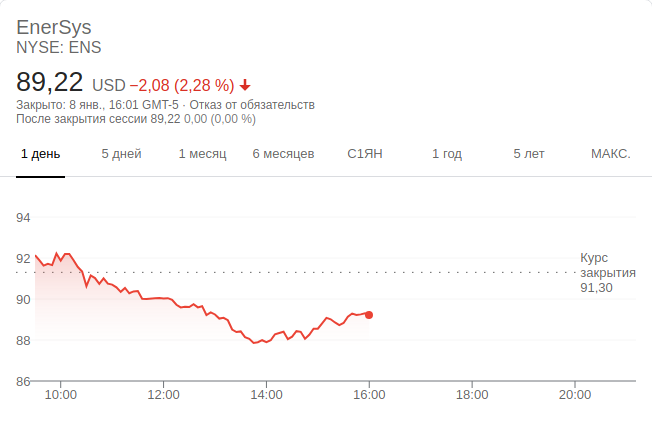 EnerSys
NYSE: ENS
89,22 USD −2,08 (2,28 %)
Закрыто: 8 янв., 16:01 GMT-5 · Отказ от обязательств
После закрытия сессии 89,22 0,00 (0,00 %)
1 день 5 дней 1 месяц 6 месяцев С1ЯН 1 год 5 лет МАКС.
94
92
90
88
86
Курс
закрытия
91,30
10:00 12:00 14:00 16:00 18:00 20:00